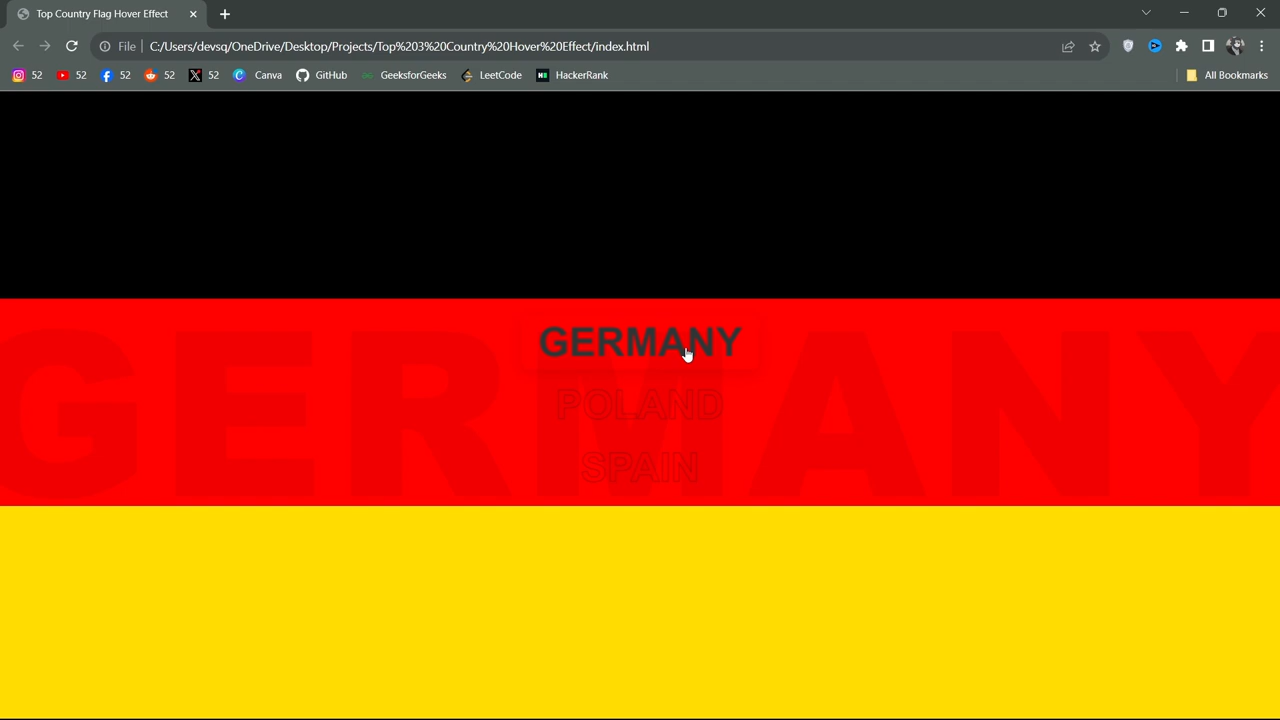 Top Country Flag Hover Effect
File C:/Users/devsq/OneDrive/Desktop/Projects/Top%203%20Country%20Hover%20Effect/index.html
52 52 52 52 52 Canva GitHub GeeksforGeeks LeetCode HackerRank All Bookmarks
GERMANY
GERMANY
POLAND
SPAIN